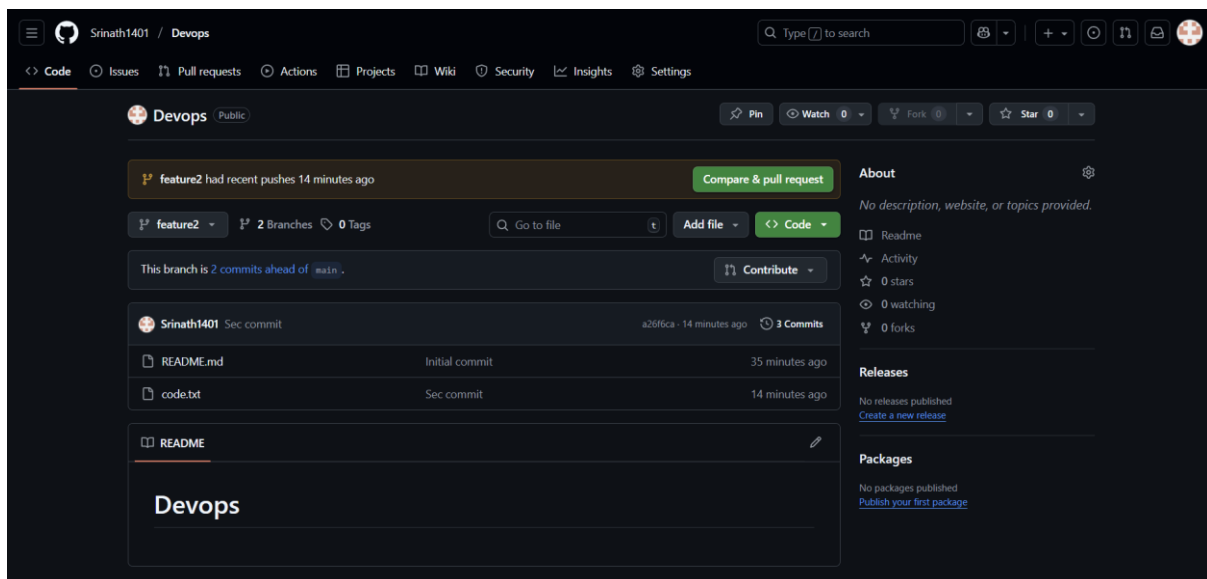 Srinath1401 / Devops
Type / to search
Code Issues Pull requests Actions Projects Wiki Security Insights Settings
Devops Public
Pin Watch 0 Fork 0 Star 0
feature2 had recent pushes 14 minutes ago
Compare & pull request
feature2 2 Branches 0 Tags
Go to file t Add file Code
This branch is 2 commits ahead of main .
Contribute
Srinath1401 Sec commit a26f6ca · 14 minutes ago 3 Commits
README.md Initial commit 35 minutes ago
code.txt Sec commit 14 minutes ago
README
Devops
About
No description, website, or topics provided.
Readme
Activity
0 stars
0 watching
0 forks
Releases
No releases published
Create a new release
Packages
No packages published
Publish your first package